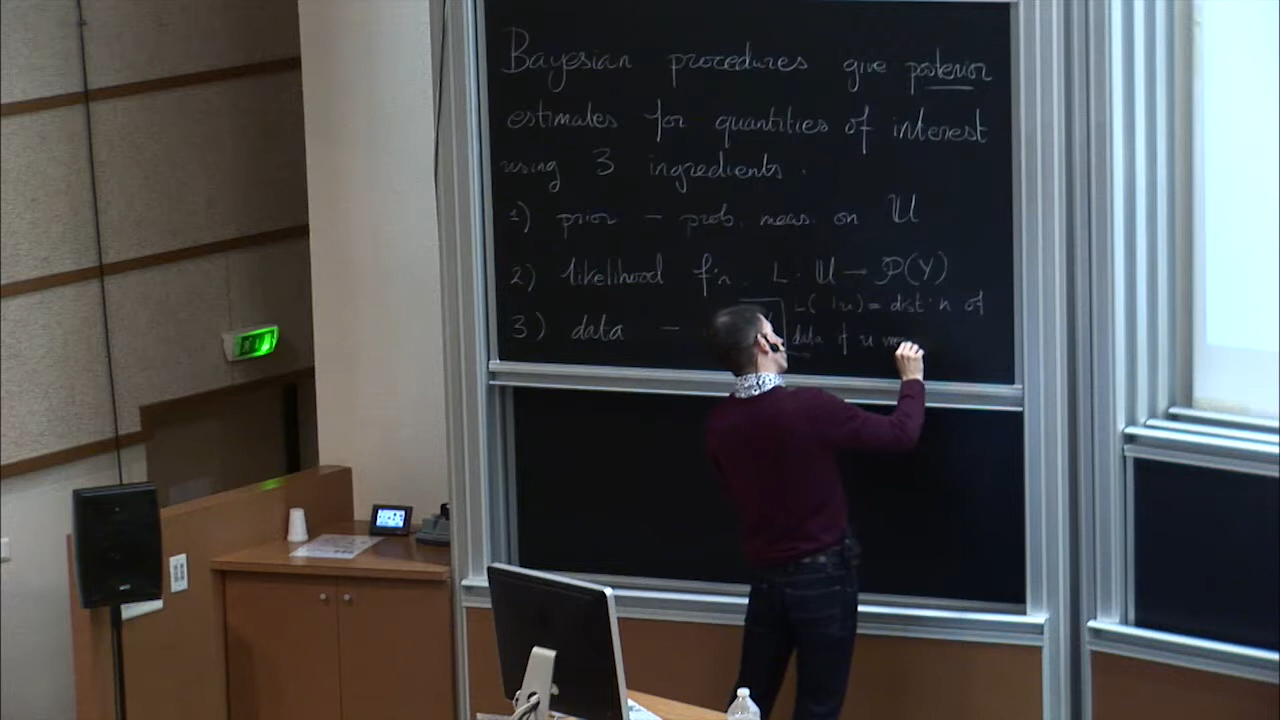 Bayesian procedures give posterior
estimates for quantities of interest
using 3 ingredients.
1) prior – prob. meas. on 𝕌
2) likelihood f'n. L : 𝕌 → 𝒫(Y)
L( |u) = dist'n of
3) data –
data if u